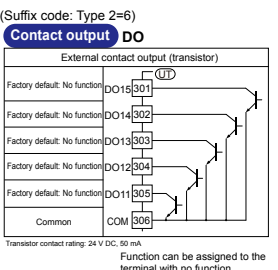 (Suffix code: Type 2=6)
Contact output DO
External contact output (transistor)
UT
Factory default: No function DO15 301
Factory default: No function DO14 302
Factory default: No function DO13 303
Factory default: No function DO12 304
Factory default: No function DO11 305
Common COM 306
Transistor contact rating: 24 V DC, 50 mA
Function can be assigned to the
terminal with no function